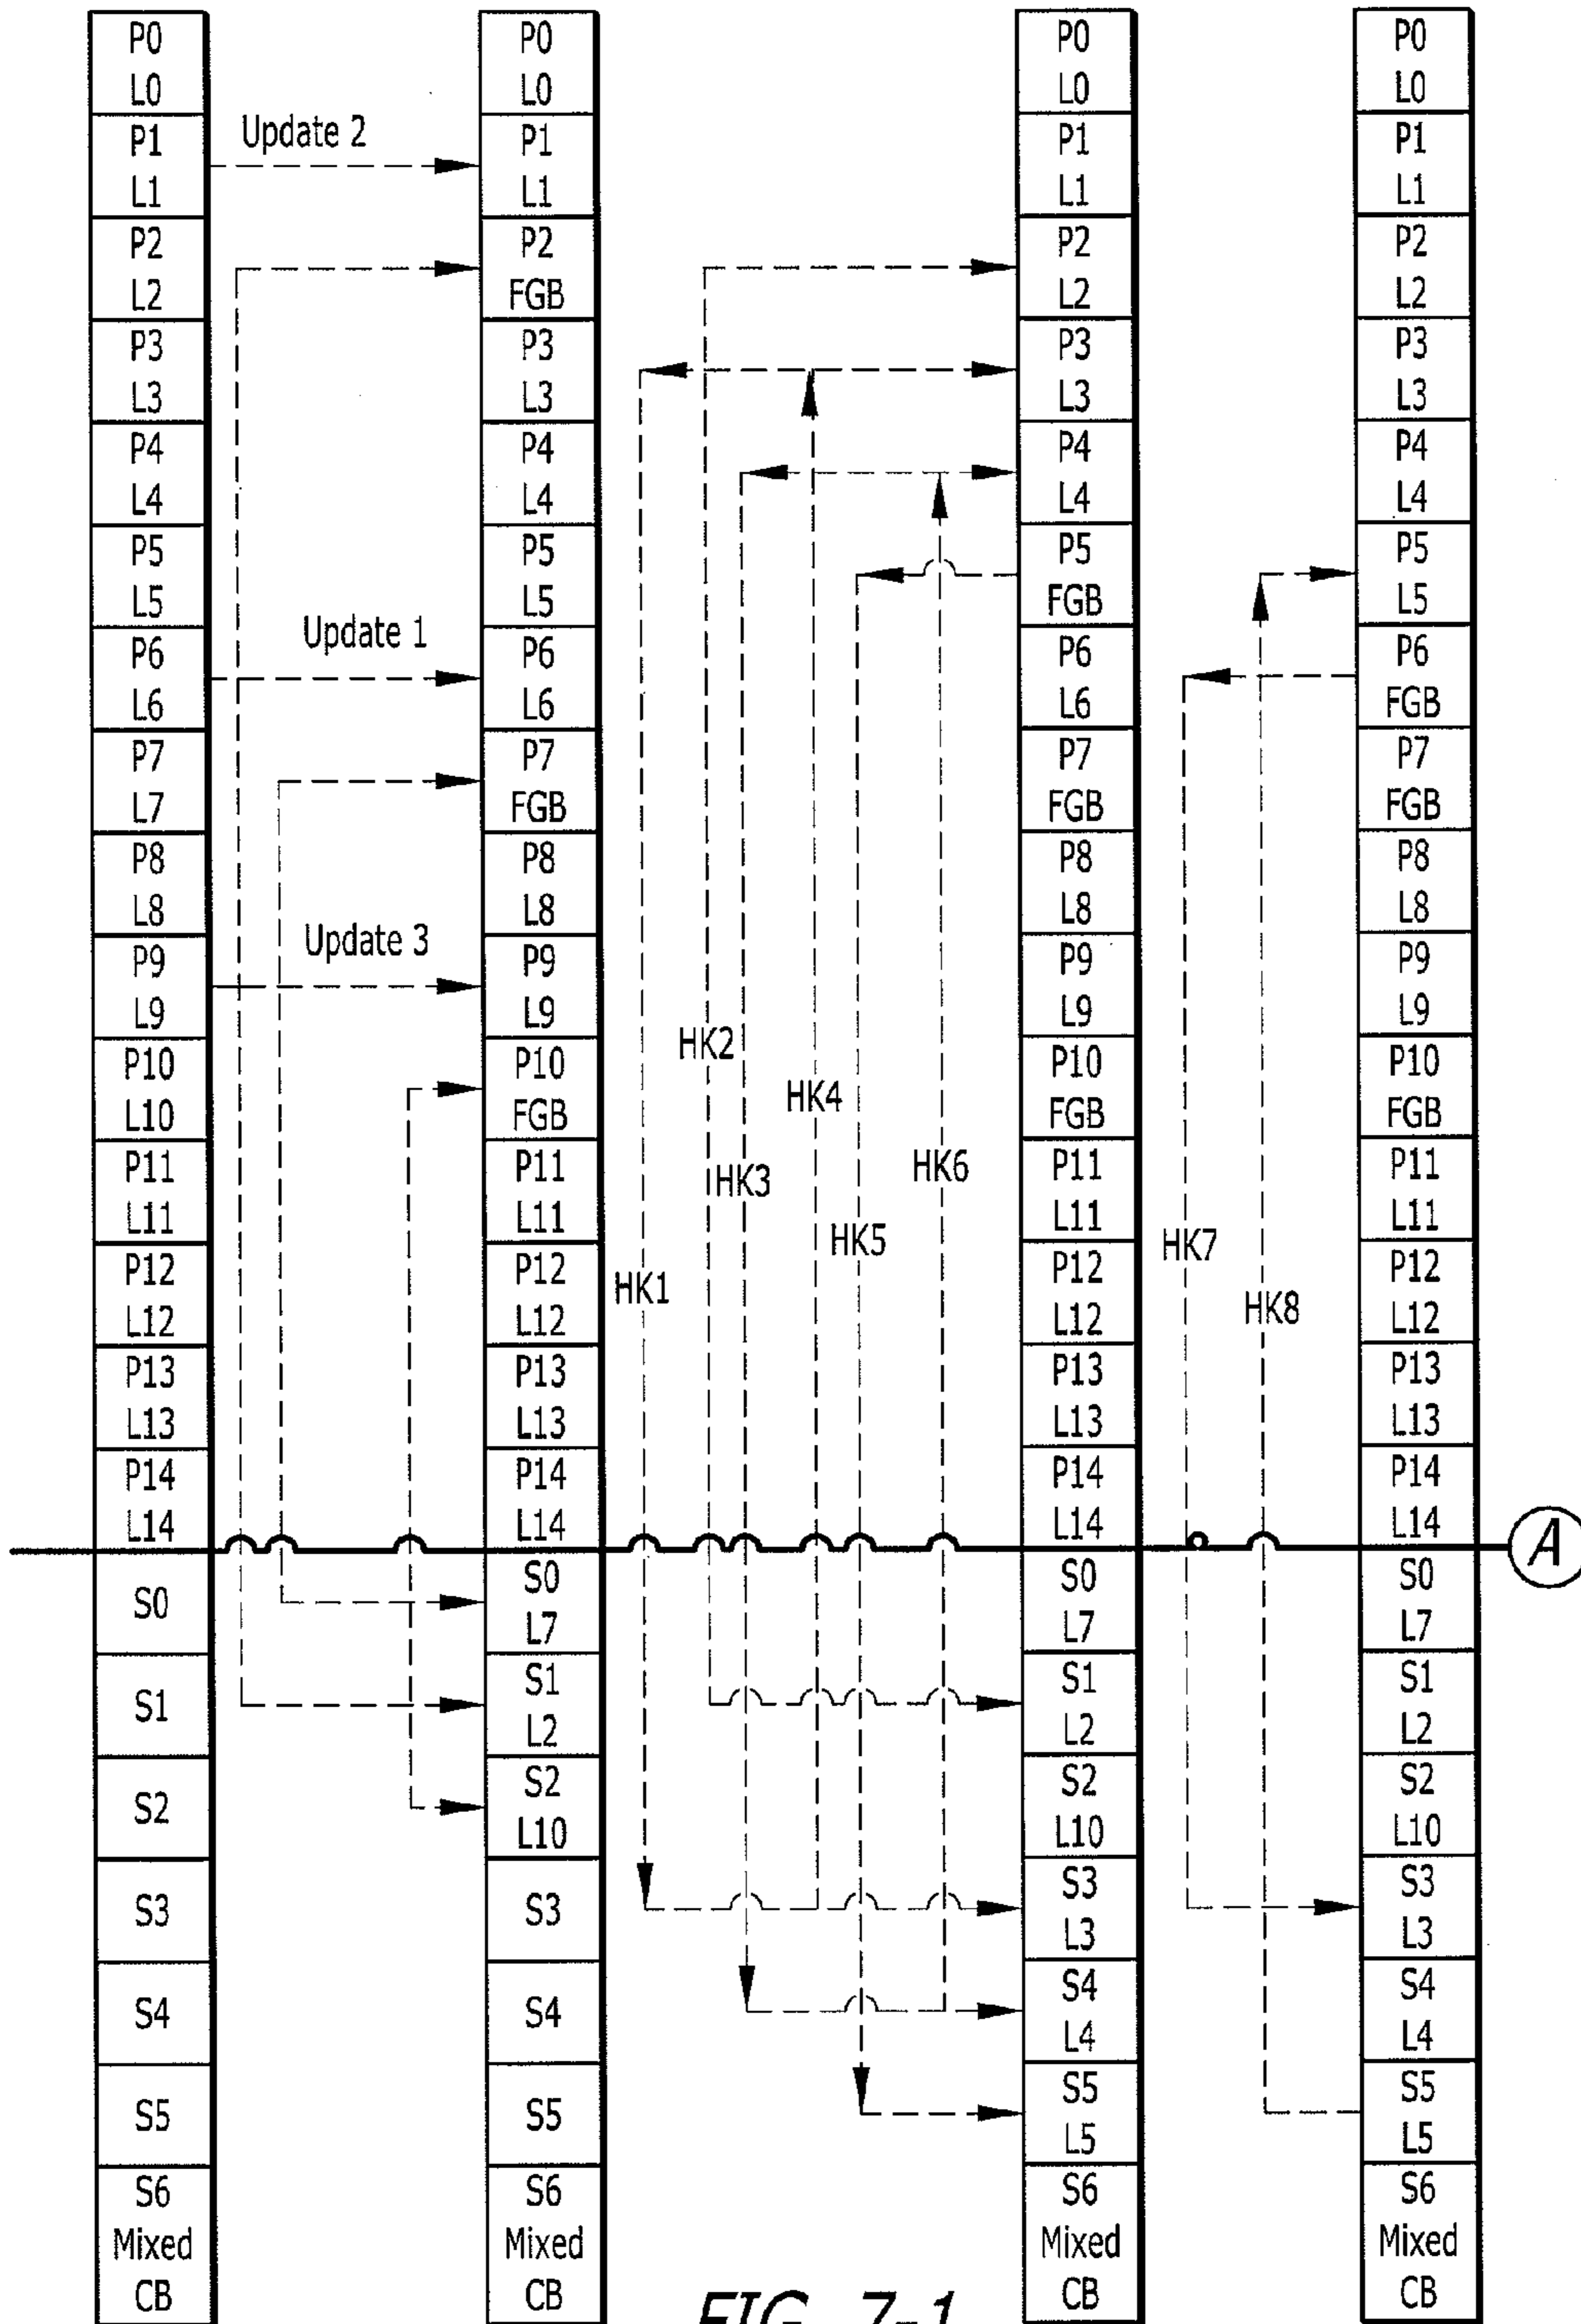 P0
L0
P1
L1
P2
L2
P3
L3
P4
L4
P5
L5
P6
L6
P7
L7
P8
L8
P9
L9
P10
L10
P11
L11
P12
L12
P13
L13
P14
L14
S0
S1
S2
S3
S4
S5
S6
Mixed
CB
Update 2
Update 1
Update 3
P0
L0
P1
L1
P2
FGB
P3
L3
P4
L4
P5
L5
P6
L6
P7
FGB
P8
L8
P9
L9
P10
FGB
P11
L11
P12
L12
P13
L13
P14
L14
S0
L7
S1
L2
S2
L10
S3
S4
S5
S6
Mixed
CB
HK2
HK4
HK3
HK6
HK5
HK1
P0
L0
P1
L1
P2
L2
P3
L3
P4
L4
P5
FGB
P6
L6
P7
FGB
P8
L8
P9
L9
P10
FGB
P11
L11
P12
L12
P13
L13
P14
L14
S0
L7
S1
L2
S2
L10
S3
L3
S4
L4
S5
L5
S6
Mixed
CB
HK7
HK8
P0
L0
P1
L1
P2
L2
P3
L3
P4
L4
P5
L5
P6
FGB
P7
FGB
P8
L8
P9
L9
P10
FGB
P11
L11
P12
L12
P13
L13
P14
L14
S0
L7
S1
L2
S2
L10
S3
L3
S4
L4
S5
L5
S6
Mixed
CB
A
FIG. 7-1